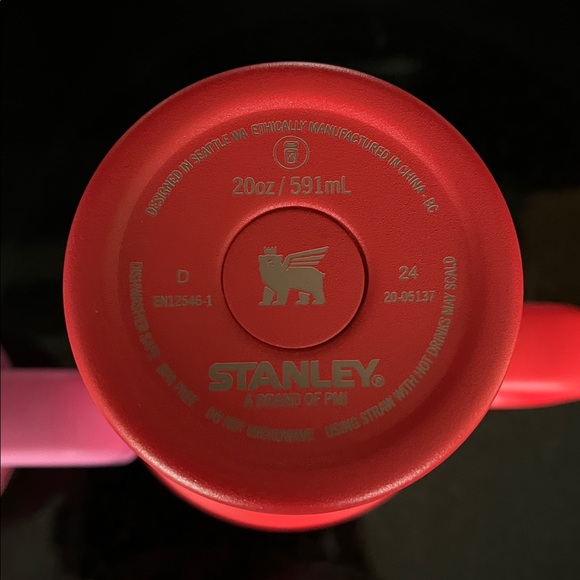 DESIGNED IN SEATTLE WA ETHICALLY MANUFACTURED IN CHINA - BG
20oz / 591mL
D
EN12546-1
24
20-05137
STANLEY®
A BRAND OF PMI
DISHWASHER SAFE BPA FREE DO NOT MICROWAVE USING STRAW WITH HOT DRINKS MAY SCALD